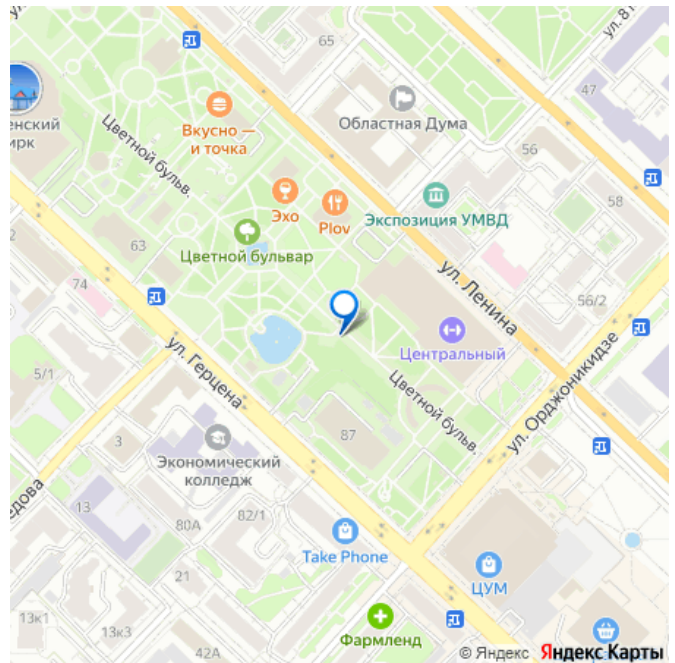 65
ул. 8
47
Областная Дума
Вкусно —
и точка
енский
ирк
Цветной бульв.
56
58
Эхо
Plov
Экспозиция УМВД
63
Цветной бульвар
2
74
56/2
ул. Ленина
Центральный
ул. Герцена
5/1
Цветной бульв.
ул. Орджоникидзе
87
3
Экономический
колледж
едова
13
80А
82/1
Take Phone
ЦУМ
21
13к1
13к3
42А
Фармленд
© Яндекс Яндекс Карты